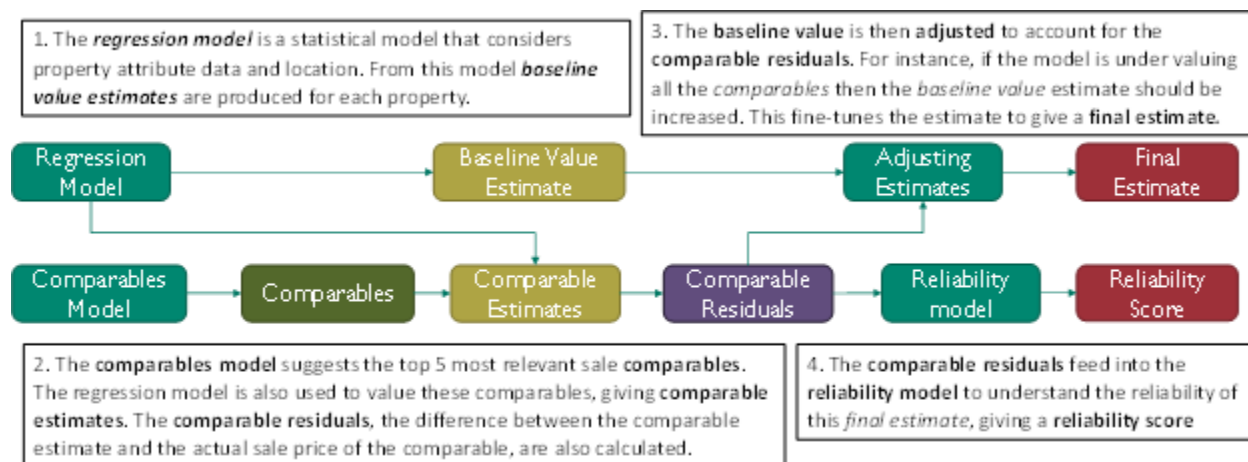 1. The regression model is a statistical model that considers
property attribute data and location. From this model baseline
value estimates are produced for each property.
3. The baseline value is then adjusted to account for the
comparable residuals. For instance, if the model is under valuing
all the comparables then the baseline value estimate should be
increased. This fine-tunes the estimate to give a final estimate.
Regression
Model
Baseline Value
Estimate
Adjusting
Estimates
Final
Estimate
Comparables
Model
Comparables
Comparable
Estimates
Comparable
Residuals
Reliability
model
Reliability
Score
2. The comparables model suggests the top 5 most relevant sale comparables.
The regression model is also used to value these comparables, giving comparable
estimates. The comparable residuals, the difference between the comparable
estimate and the actual sale price of the comparable, are also calculated.
4. The comparable residuals feed into the
reliability model to understand the reliability of
this final estimate, giving a reliability score